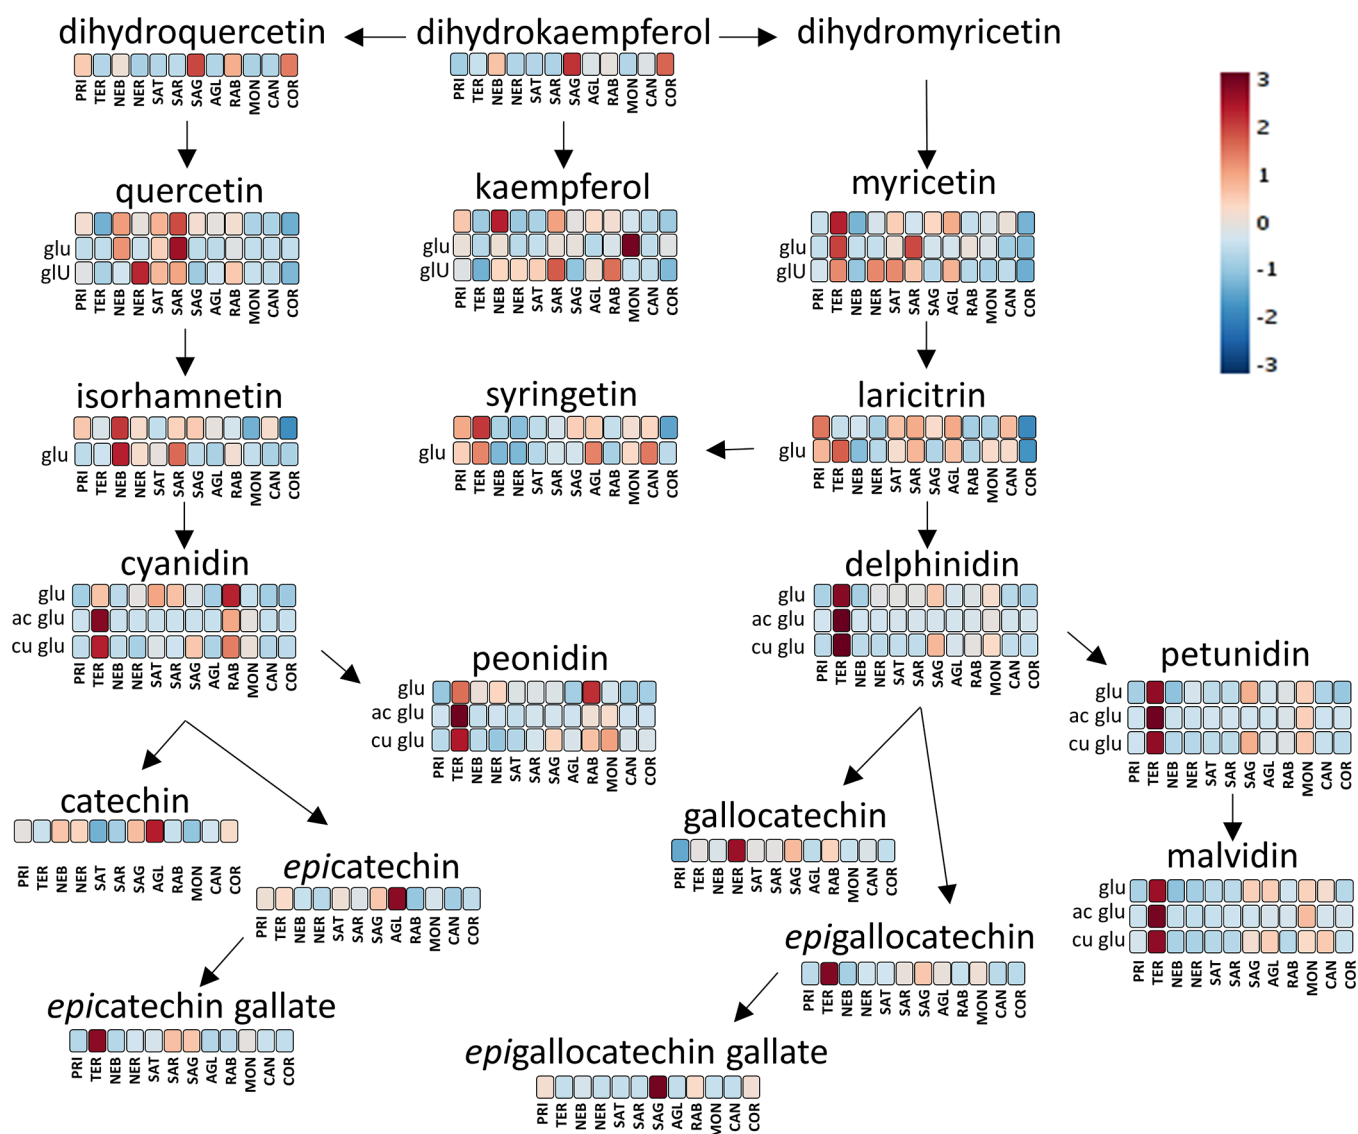 dihydroquercetin dihydrokaempferol dihydromyricetin
PRI TER NEB NER SAT SAR SAG AGL RAB MON CAN COR
PRI TER NEB NER SAT SAR SAG AGL RAB MON CAN COR
3
2
1
0
-1
-2
-3
quercetin kaempferol myricetin
glu
glU
PRI TER NEB NER SAT SAR SAG AGL RAB MON CAN COR
glu
glU
PRI TER NEB NER SAT SAR SAG AGL RAB MON CAN COR
glu
glU
PRI TER NEB NER SAT SAR SAG AGL RAB MON CAN COR
isorhamnetin syringetin laricitrin
glu
PRI TER NEB NER SAT SAR SAG AGL RAB MON CAN COR
glu
PRI TER NEB NER SAT SAR SAG AGL RAB MON CAN COR
glu
PRI TER NEB NER SAT SAR SAG AGL RAB MON CAN COR
cyanidin delphinidin
glu
ac glu
cu glu
PRI TER NEB NER SAT SAR SAG AGL RAB MON CAN COR
glu
ac glu
cu glu
PRI TER NEB NER SAT SAR SAG AGL RAB MON CAN COR
peonidin
glu
ac glu
cu glu
PRI TER NEB NER SAT SAR SAG AGL RAB MON CAN COR
petunidin
glu
ac glu
cu glu
PRI TER NEB NER SAT SAR SAG AGL RAB MON CAN COR
catechin
PRI TER NEB NER SAT SAR SAG AGL RAB MON CAN COR
gallocatechin
PRI TER NEB NER SAT SAR SAG AGL RAB MON CAN COR
malvidin
glu
ac glu
cu glu
PRI TER NEB NER SAT SAR SAG AGL RAB MON CAN COR
epicatechin
PRI TER NEB NER SAT SAR SAG AGL RAB MON CAN COR
epigallocatechin
PRI TER NEB NER SAT SAR SAG AGL RAB MON CAN COR
epicatechin gallate
PRI TER NEB NER SAT SAR SAG AGL RAB MON CAN COR
epigallocatechin gallate
PRI TER NEB NER SAT SAR SAG AGL RAB MON CAN COR